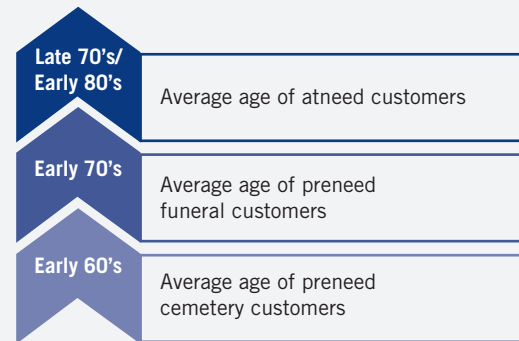 Late 70's/
Early 80's
Average age of atneed customers
Early 70's
Average age of preneed
funeral customers
Early 60's
Average age of preneed
cemetery customers